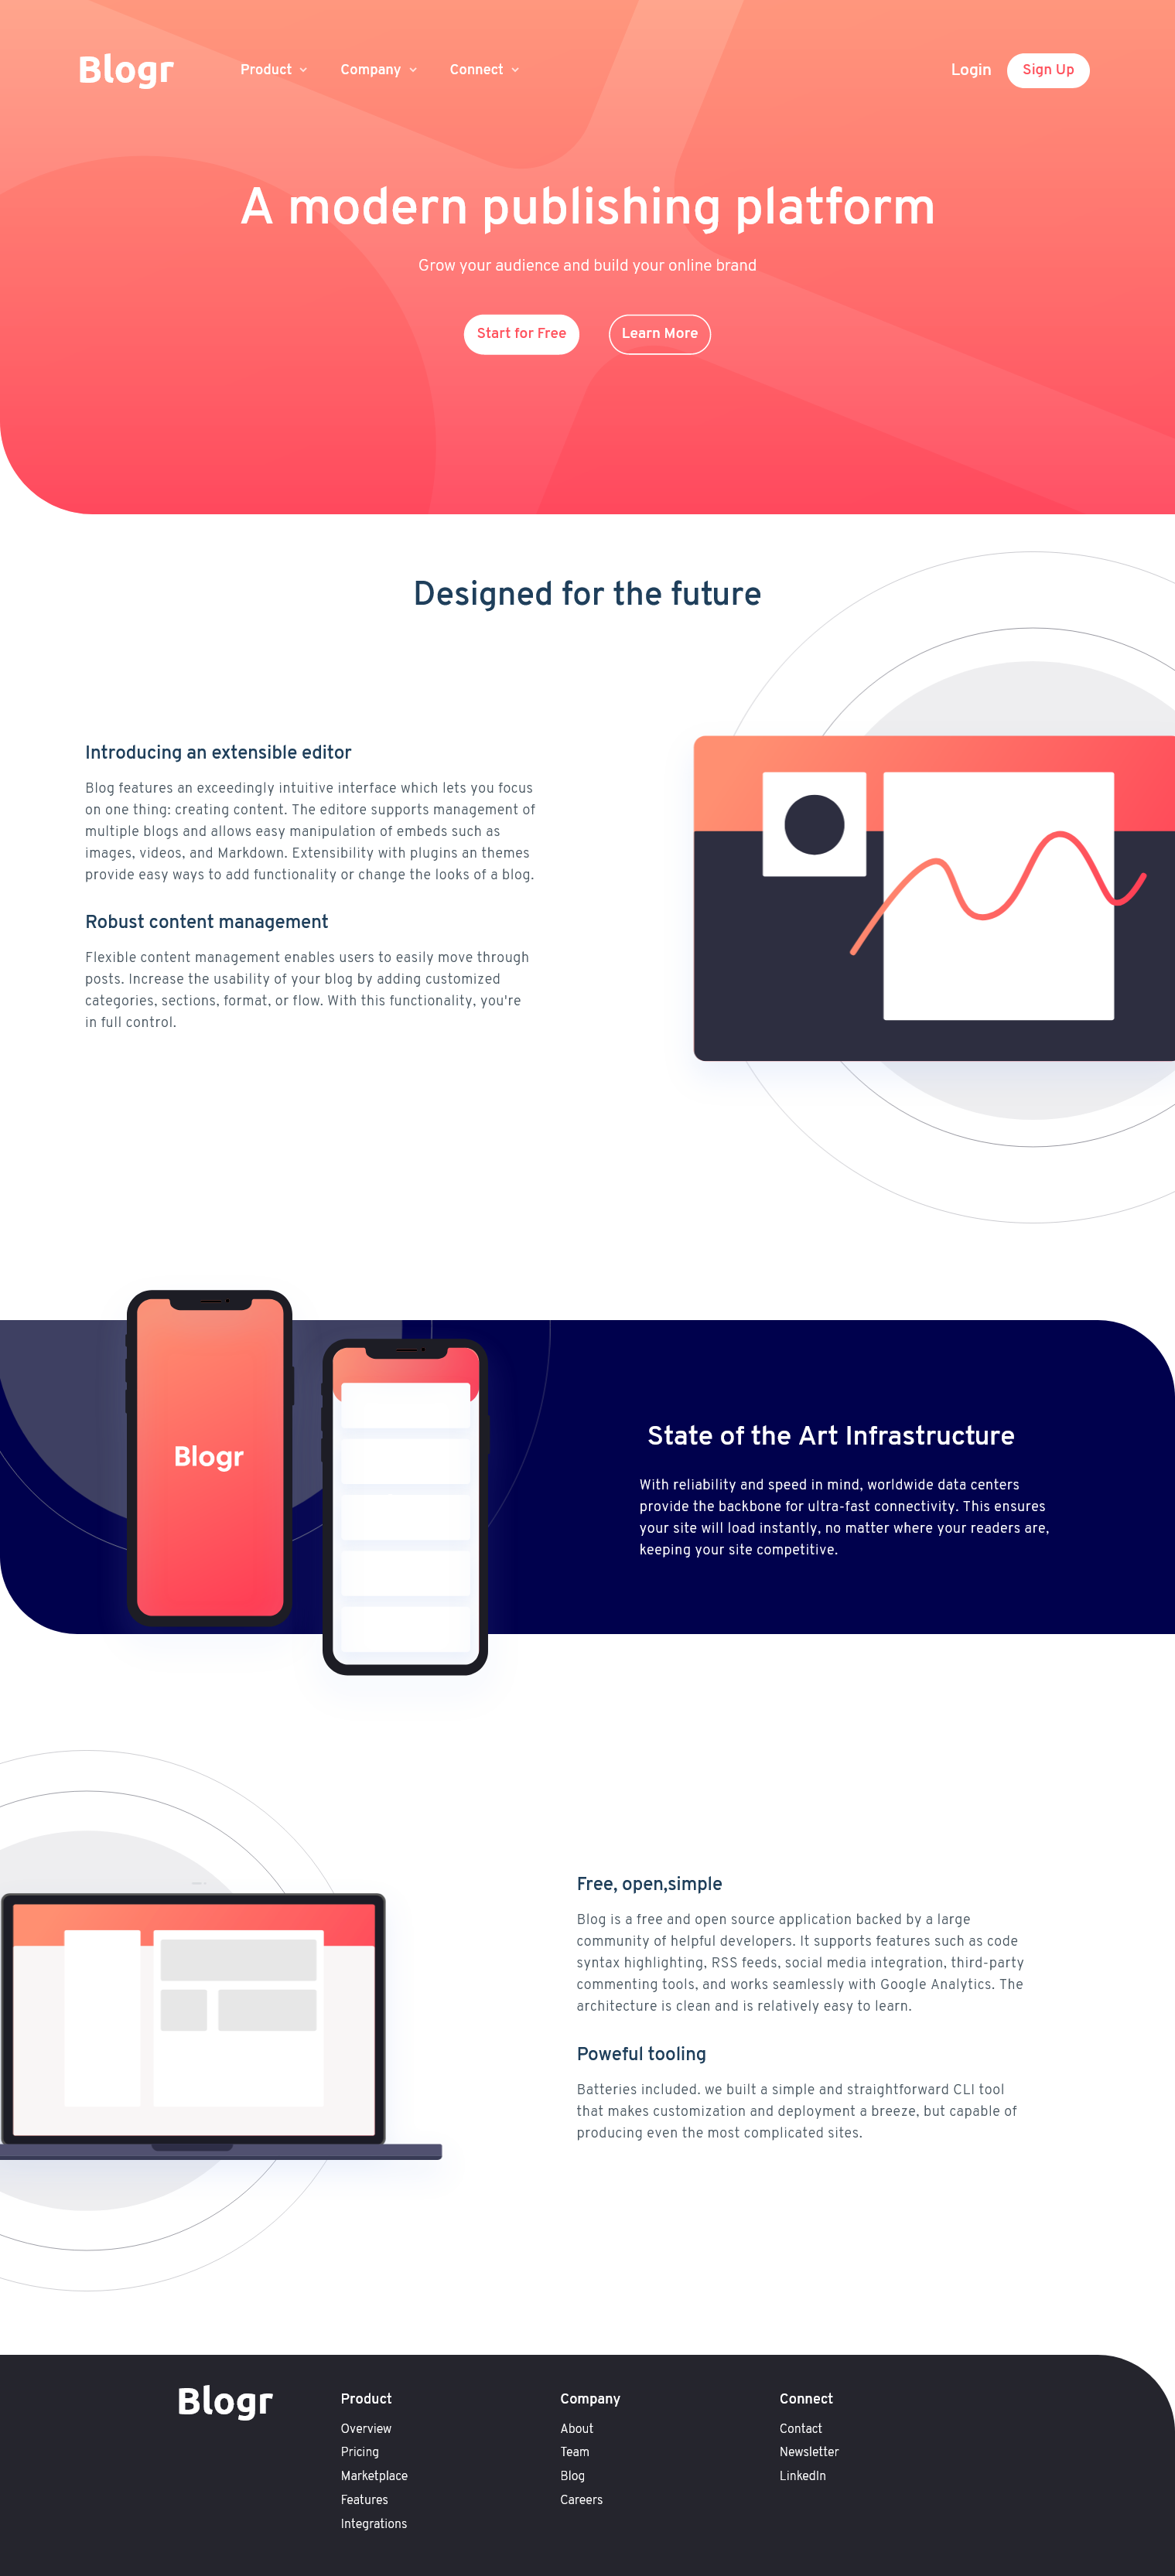 Blogr
Product
Company
Connect
Login
Sign Up
A modern publishing platform
Grow your audience and build your online brand
Start for Free
Learn More
Designed for the future
Introducing an extensible editor
Blog features an exceedingly intuitive interface which lets you focus
on one thing: creating content. The editore supports management of
multiple blogs and allows easy manipulation of embeds such as
images, videos, and Markdown. Extensibility with plugins an themes
provide easy ways to add functionality or change the looks of a blog.
Robust content management
Flexible content management enables users to easily move through
posts. Increase the usability of your blog by adding customized
categories, sections, format, or flow. With this functionality, you're
in full control.
Blogr
State of the Art Infrastructure
With reliability and speed in mind, worldwide data centers
provide the backbone for ultra-fast connectivity. This ensures
your site will load instantly, no matter where your readers are,
keeping your site competitive.
Free, open,simple
Blog is a free and open source application backed by a large
community of helpful developers. It supports features such as code
syntax highlighting, RSS feeds, social media integration, third-party
commenting tools, and works seamlessly with Google Analytics. The
architecture is clean and is relatively easy to learn.
Poweful tooling
Batteries included. we built a simple and straightforward CLI tool
that makes customization and deployment a breeze, but capable of
producing even the most complicated sites.
Blogr
Product
Overview
Pricing
Marketplace
Features
Integrations
Company
About
Team
Blog
Careers
Connect
Contact
Newsletter
LinkedIn